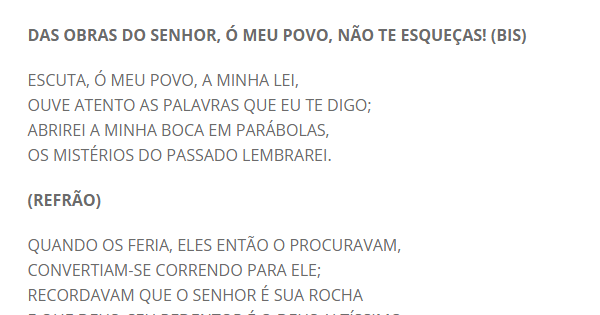 DAS OBRAS DO SENHOR, Ó MEU POVO, NÃO TE ESQUEÇAS! (BIS)
ESCUTA, Ó MEU POVO, A MINHA LEI,
OUVE ATENTO AS PALAVRAS QUE EU TE DIGO;
ABRIREI A MINHA BOCA EM PARÁBOLAS,
OS MISTÉRIOS DO PASSADO LEMBRAREI.
(REFRÃO)
QUANDO OS FERIA, ELES ENTÃO O PROCURAVAM,
CONVERTIAM-SE CORRENDO PARA ELE;
RECORDAVAM QUE O SENHOR É SUA ROCHA